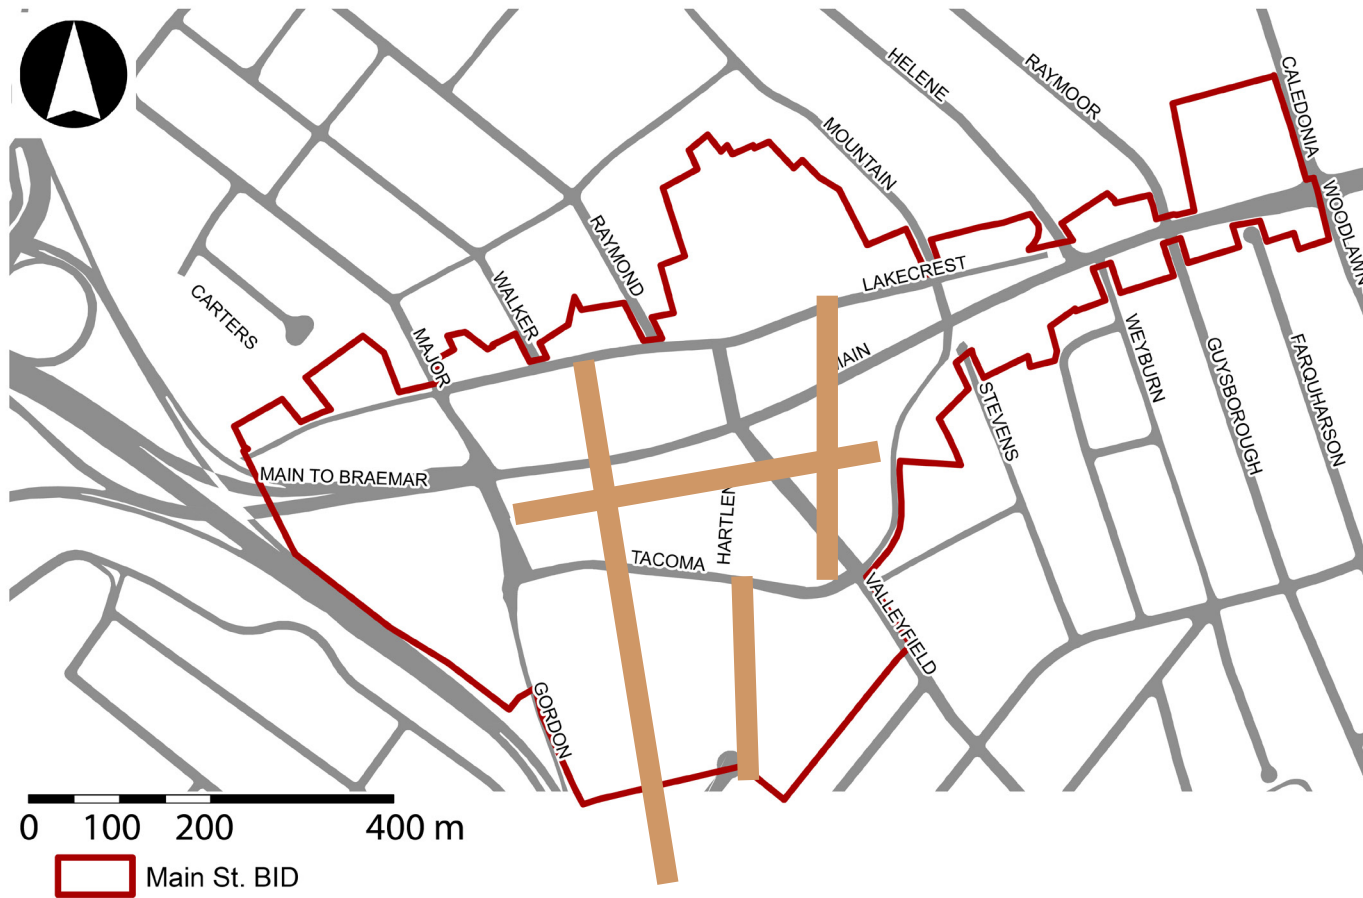 HELENE
RAYMOOR
CALEDONIA
MOUNTAIN
WOODLAWN
RAYMOND
LAKECREST
WALKER
CARTERS
MAJOR
WEYBURN
GUYSBOROUGH
FARQUHARSON
STEVENS
MAIN TO BRAEMAR
HARTLEN
TACOMA
VALLEYFIELD
GORDON
0 100 200 400 m
Main St. BID